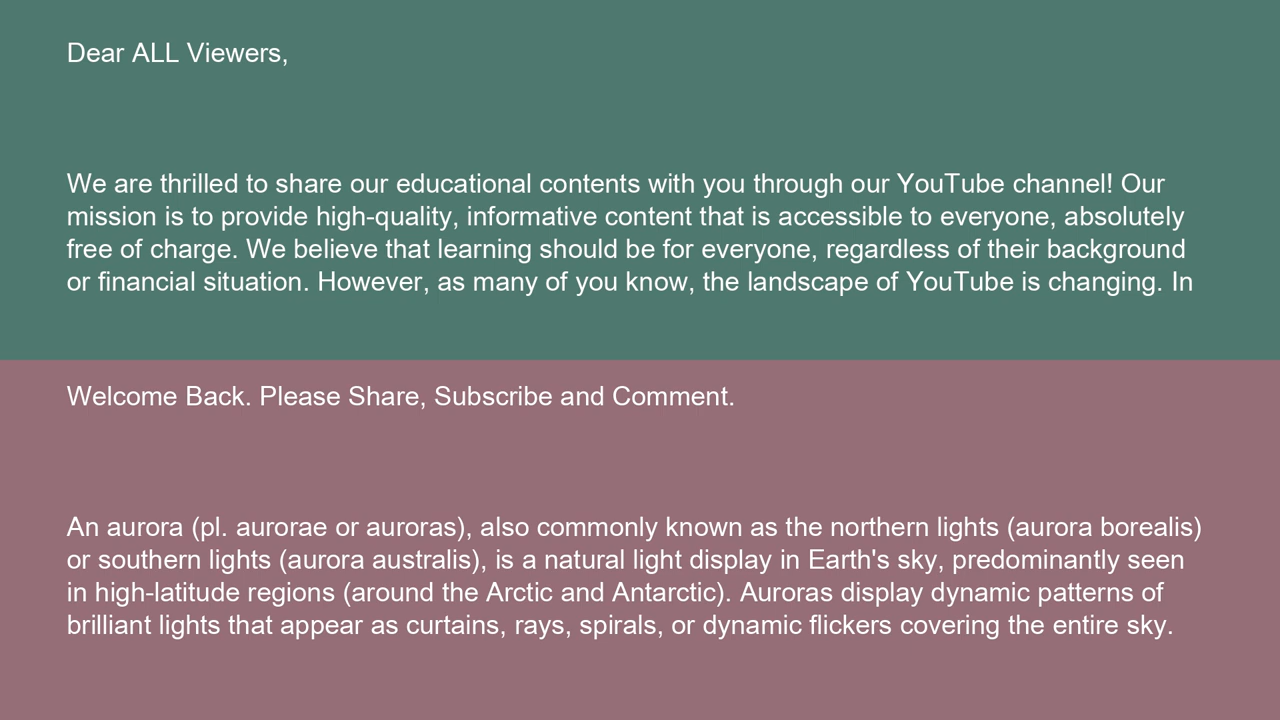 Dear ALL Viewers,
We are thrilled to share our educational contents with you through our YouTube channel! Our
mission is to provide high-quality, informative content that is accessible to everyone, absolutely
free of charge. We believe that learning should be for everyone, regardless of their background
or financial situation. However, as many of you know, the landscape of YouTube is changing. In
Welcome Back. Please Share, Subscribe and Comment.
An aurora (pl. aurorae or auroras), also commonly known as the northern lights (aurora borealis)
or southern lights (aurora australis), is a natural light display in Earth's sky, predominantly seen
in high-latitude regions (around the Arctic and Antarctic). Auroras display dynamic patterns of
brilliant lights that appear as curtains, rays, spirals, or dynamic flickers covering the entire sky.